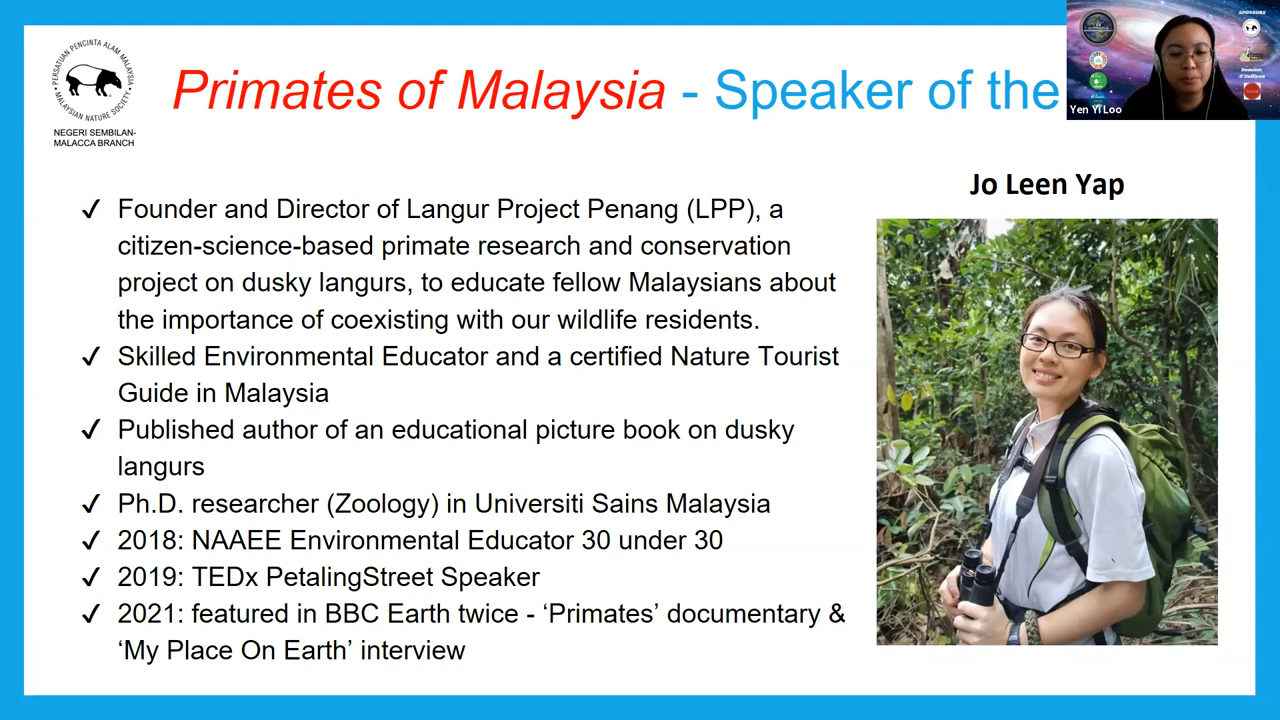 PERSATUAN PENCINTA ALAM MALAYSIA
MALAYSIAN NATURE SOCIETY
NEGERI SEMBILAN-
MALACCA BRANCH
Primates of Malaysia - Speaker of the
SPONSORS
Dominic
O'Sullivan
Yen Yi Loo
Jo Leen Yap
✓ Founder and Director of Langur Project Penang (LPP), a
citizen-science-based primate research and conservation
project on dusky langurs, to educate fellow Malaysians about
the importance of coexisting with our wildlife residents.
✓ Skilled Environmental Educator and a certified Nature Tourist
Guide in Malaysia
✓ Published author of an educational picture book on dusky
langurs
✓ Ph.D. researcher (Zoology) in Universiti Sains Malaysia
✓ 2018: NAAEE Environmental Educator 30 under 30
✓ 2019: TEDx PetalingStreet Speaker
✓ 2021: featured in BBC Earth twice - ‘Primates’ documentary &
‘My Place On Earth’ interview